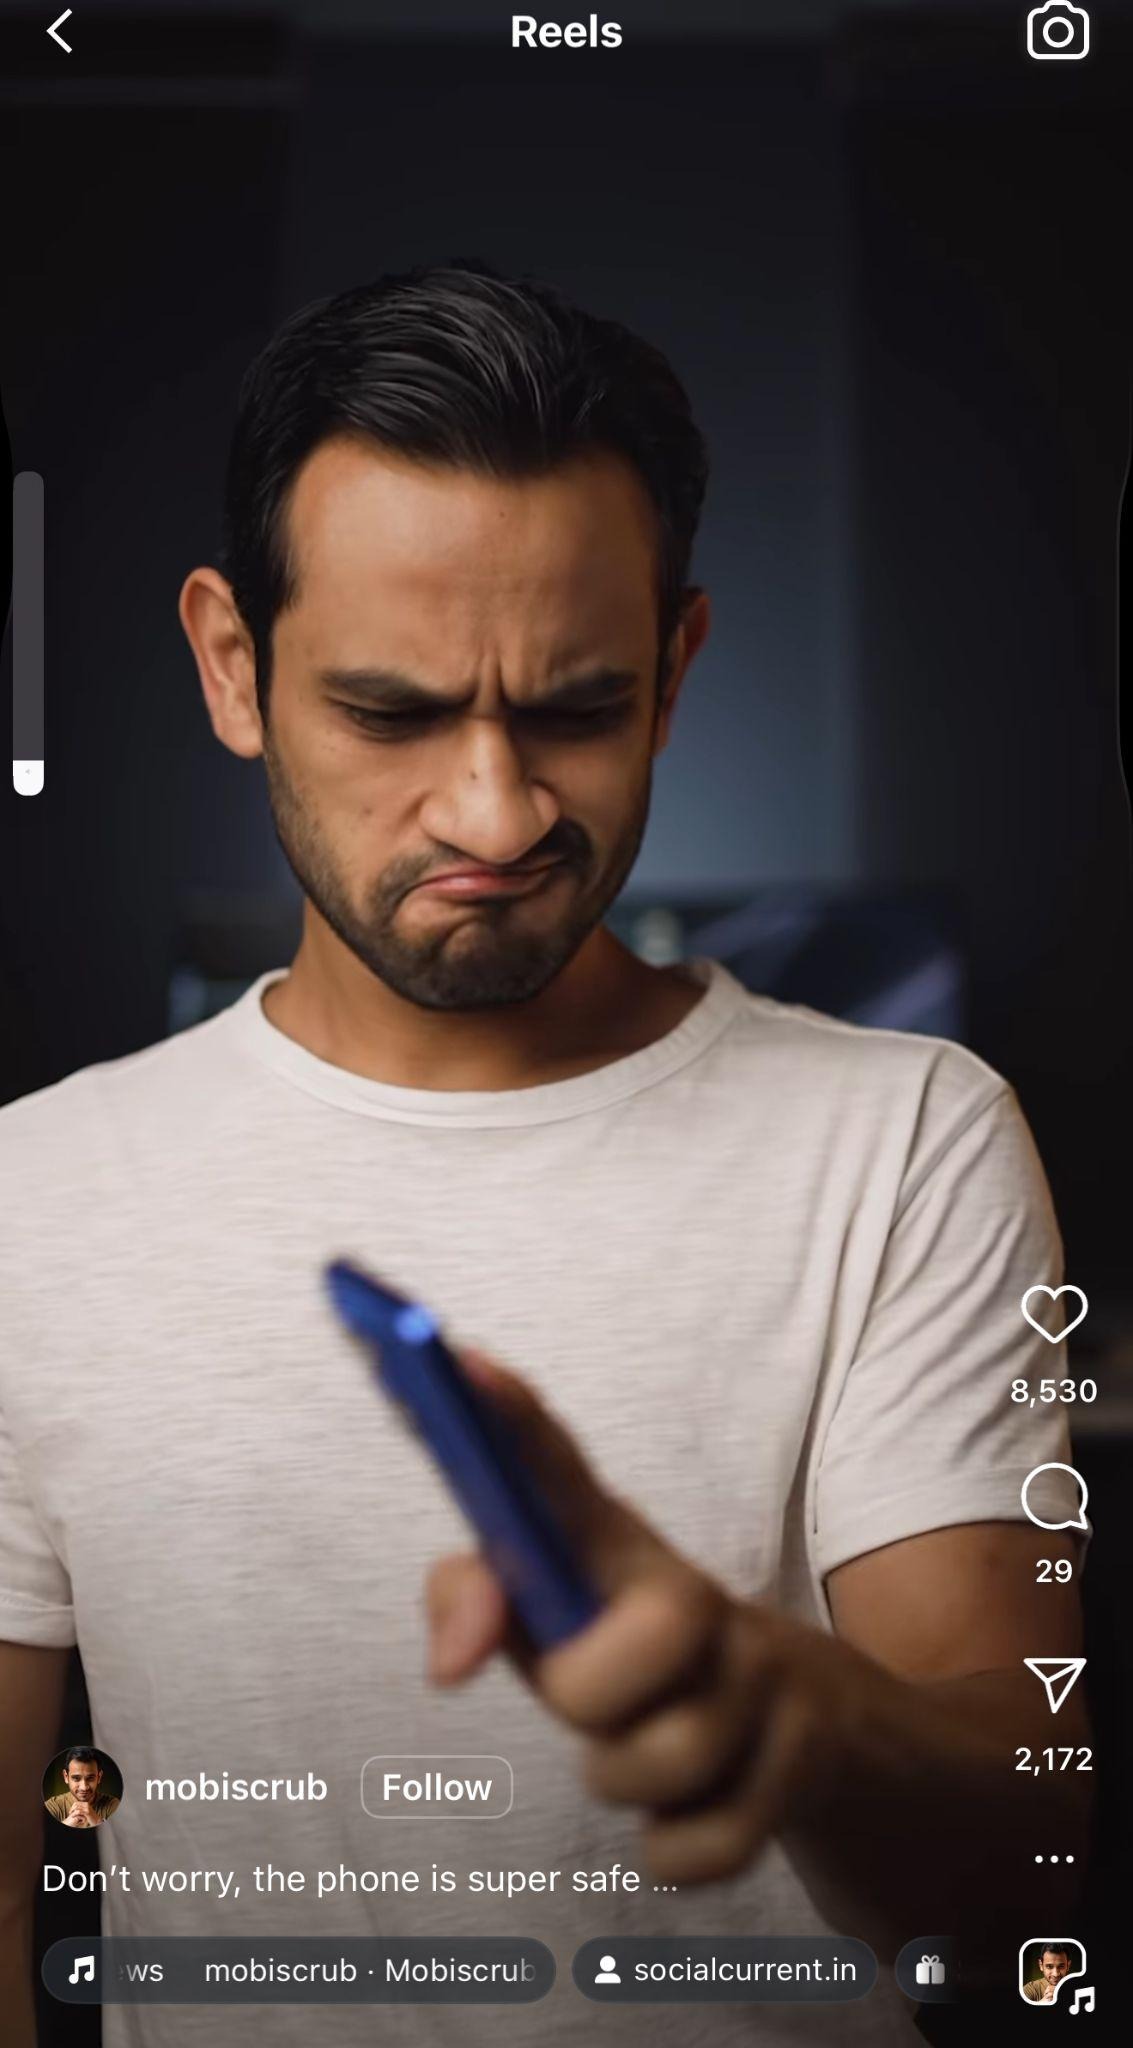 Reels
8,530
29
2,172
mobiscrub Follow
Don’t worry, the phone is super safe ...
mobiscrub · Mobiscrub socialcurrent.in